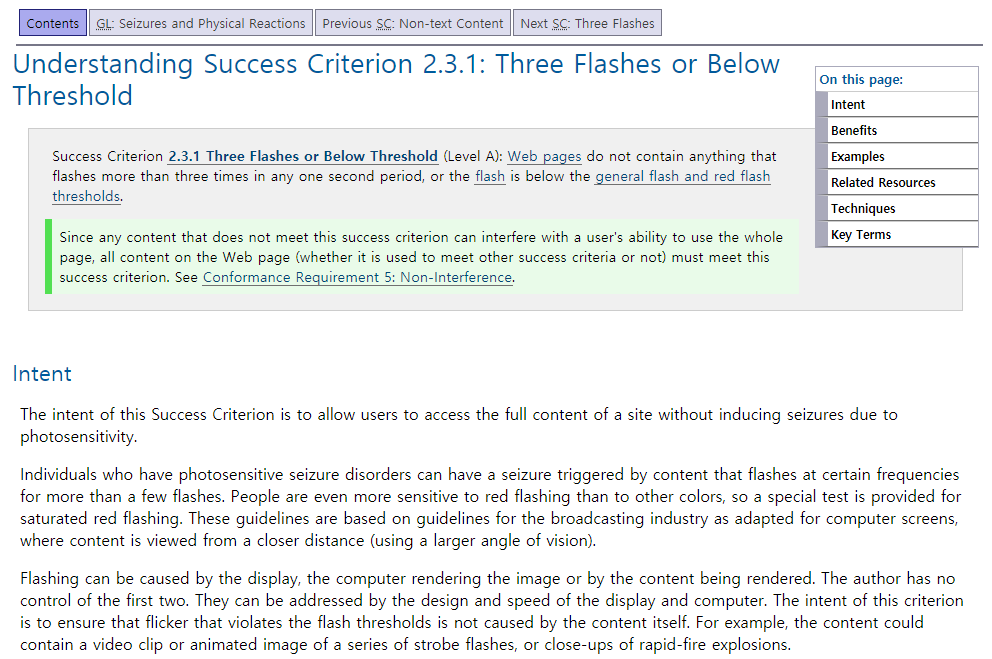 Contents GL: Seizures and Physical Reactions Previous SC: Non-text Content Next SC: Three Flashes
Understanding Success Criterion 2.3.1: Three Flashes or Below
Threshold
On this page:
Intent
Benefits
Examples
Related Resources
Techniques
Key Terms
Success Criterion 2.3.1 Three Flashes or Below Threshold (Level A): Web pages do not contain anything that
flashes more than three times in any one second period, or the flash is below the general flash and red flash
thresholds.
Since any content that does not meet this success criterion can interfere with a user's ability to use the whole
page, all content on the Web page (whether it is used to meet other success criteria or not) must meet this
success criterion. See Conformance Requirement 5: Non-Interference.
Intent
The intent of this Success Criterion is to allow users to access the full content of a site without inducing seizures due to
photosensitivity.
Individuals who have photosensitive seizure disorders can have a seizure triggered by content that flashes at certain frequencies
for more than a few flashes. People are even more sensitive to red flashing than to other colors, so a special test is provided for
saturated red flashing. These guidelines are based on guidelines for the broadcasting industry as adapted for computer screens,
where content is viewed from a closer distance (using a larger angle of vision).
Flashing can be caused by the display, the computer rendering the image or by the content being rendered. The author has no
control of the first two. They can be addressed by the design and speed of the display and computer. The intent of this criterion
is to ensure that flicker that violates the flash thresholds is not caused by the content itself. For example, the content could
contain a video clip or animated image of a series of strobe flashes, or close-ups of rapid-fire explosions.